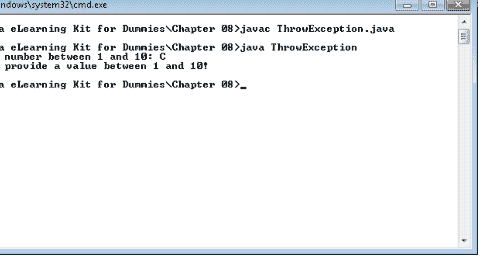 ndows\system32\cmd.exe
a eLearning Kit for Dummies\Chapter 08>javac ThrowException.java
a eLearning Kit for Dummies\Chapter 08>java ThrowException
number between 1 and 10: C
provide a value between 1 and 10!
a eLearning Kit for Dummies\Chapter 08>_